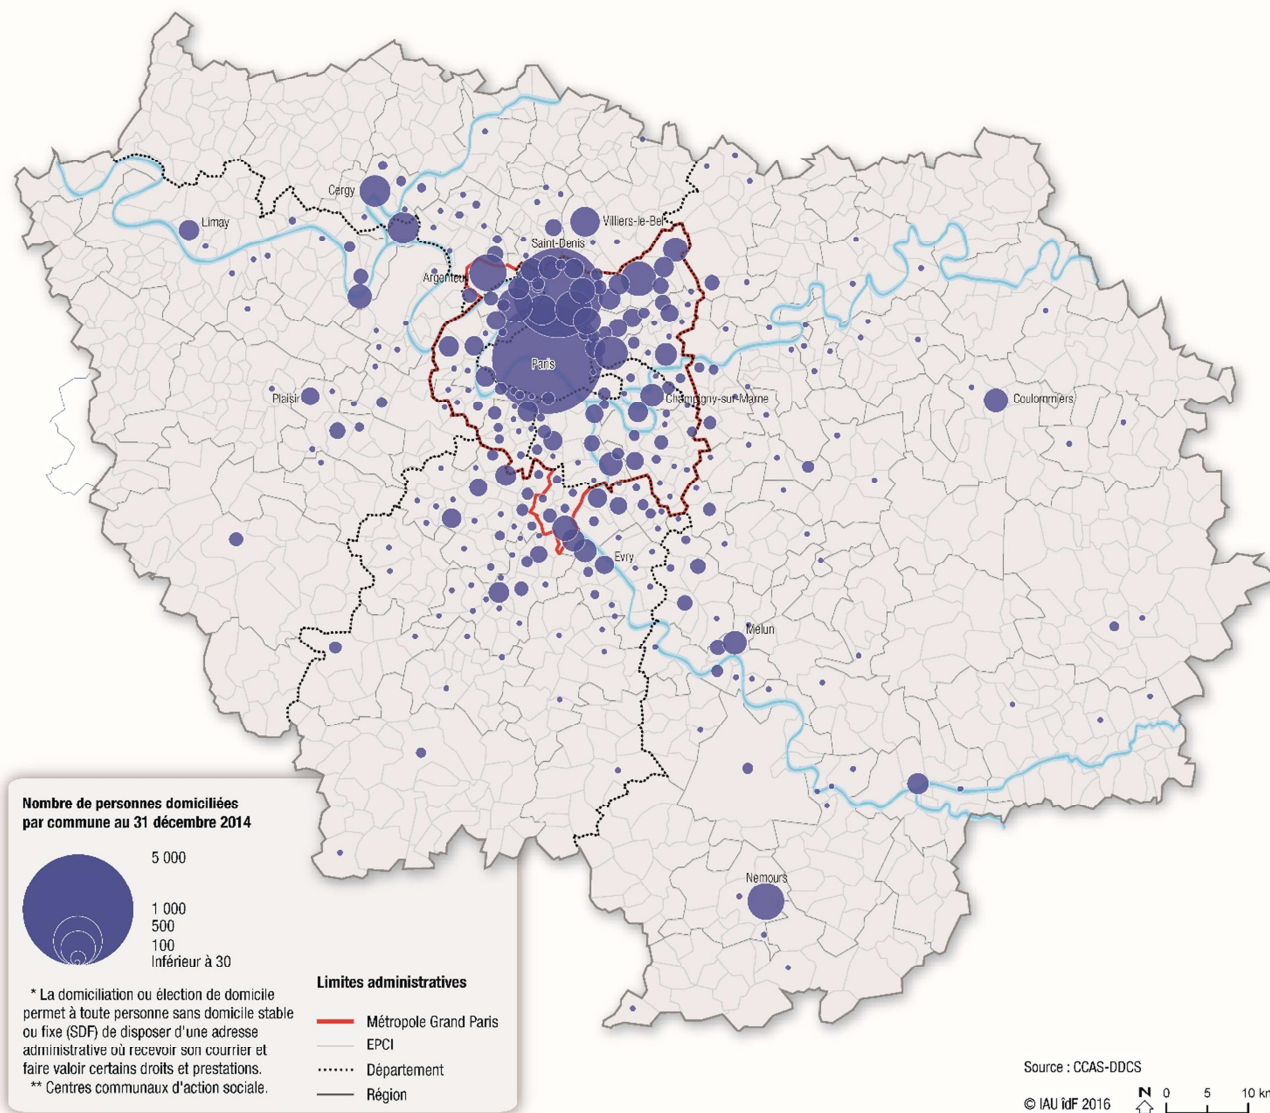 Cergy
Limay
Villiers-le-Bel
Saint-Denis
Argenteuil
Paris
Plaisir
Champigny-sur-Marne
Coulommiers
Evry
Melun
Nemours
Nombre de personnes domiciliées
par commune au 31 décembre 2014
5 000
1 000
500
100
Inférieur à 30
* La domiciliation ou élection de domicile
permet à toute personne sans domicile stable
ou fixe (SDF) de disposer d'une adresse
administrative où recevoir son courrier et
faire valoir certains droits et prestations.
** Centres communaux d'action sociale.
Limites administratives
Métropole Grand Paris
EPCI
Département
Région
Source : CCAS-DDCS
© IAU îdF 2016
N 0 5 10 km